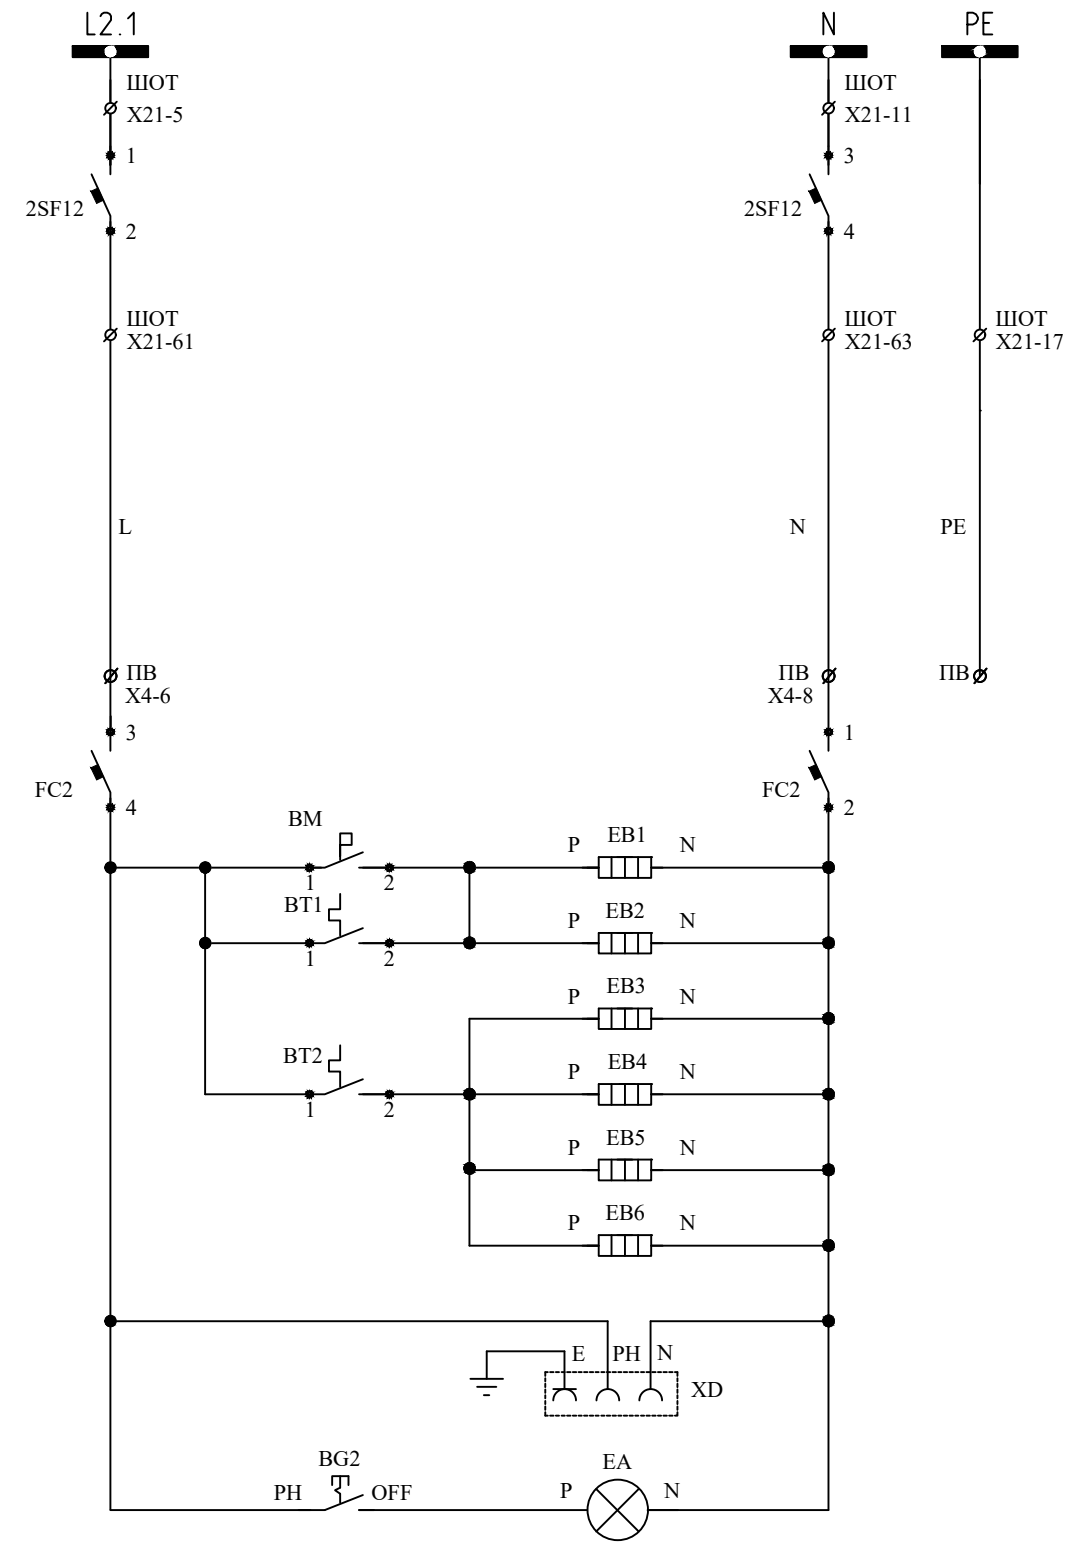 L2.1
N
PE
ШОТ
X21-5
ШОТ
X21-11
1
3
2SF12
2SF12
2
4
ШОТ
X21-61
ШОТ
X21-63
ШОТ
X21-17
L
N
PE
ПВ
X4-6
ПВ
X4-8
ПВ
3
1
FC2
FC2
4
2
BM
P
EB1
N
1
2
BT1
P
EB2
N
1
2
P
EB3
N
BT2
P
EB4
N
1
2
P
EB5
N
P
EB6
N
E
PH
N
XD
BG2
PH
OFF
P
EA
N